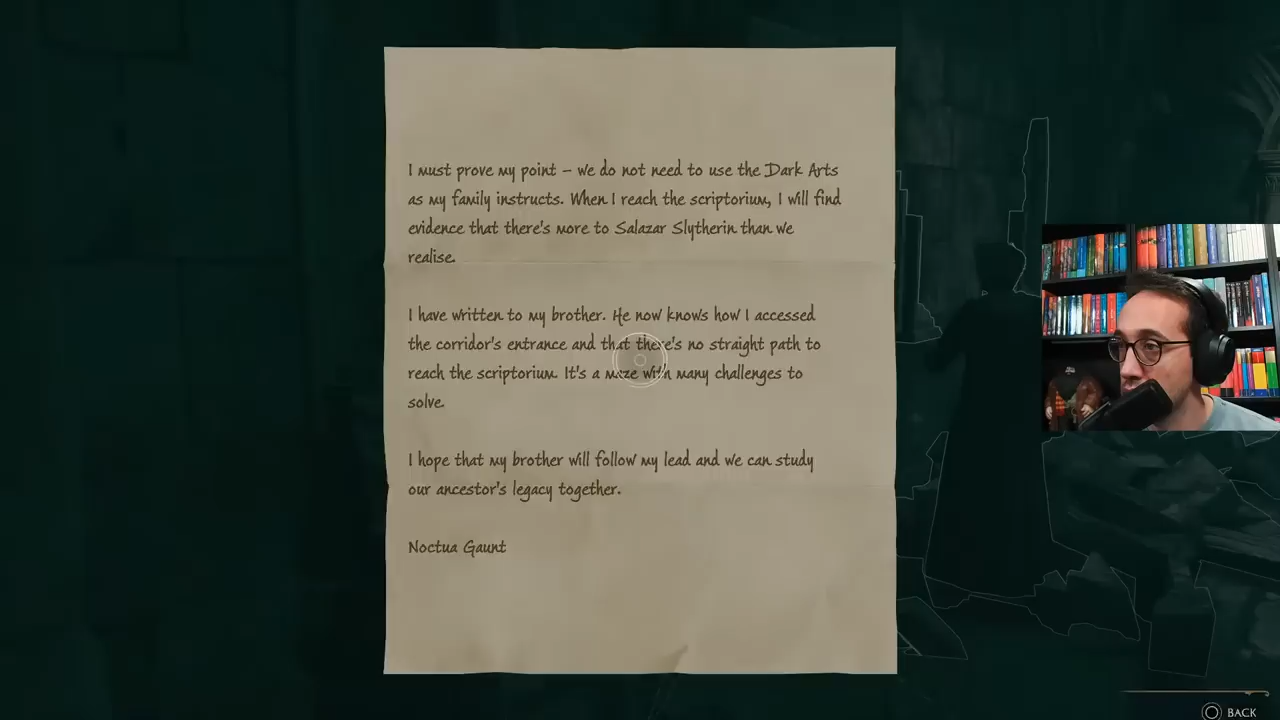 I must prove my point – we do not need to use the Dark Arts
as my family instructs. When I reach the scriptorium, I will find
evidence that there's more to Salazar Slytherin than we
realise.
I have written to my brother. He now knows how I accessed
the corridor's entrance and that there's no straight path to
reach the scriptorium. It's a maze with many challenges to
solve.
I hope that my brother will follow my lead and we can study
our ancestor's legacy together.
Noctua Gaunt
BACK